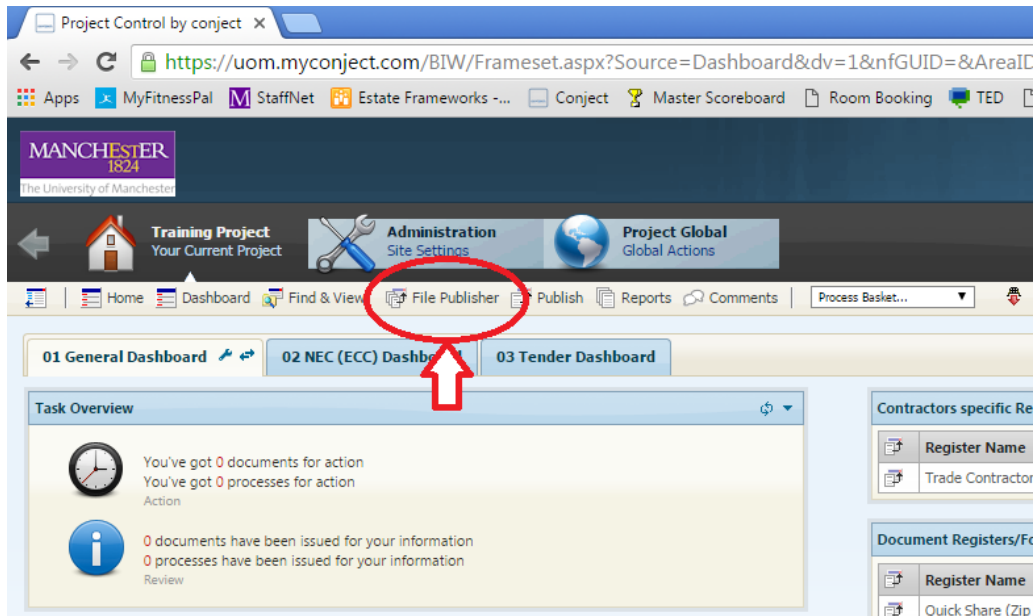 Project Control by conject
https://uom.myconject.com/BIW/Frameset.aspx?Source=Dashboard&dv=1&nfGUID=&AreaID
Apps MyFitnessPal StaffNet Estate Frameworks -... Conject Master Scoreboard Room Booking TED
MANCHESTER
1824
The University of Manchester
Training Project
Your Current Project
Administration
Site Settings
Project Global
Global Actions
Home Dashboard Find & View File Publisher Publish Reports Comments Process Basket...
01 General Dashboard 02 NEC (ECC) Dashbo d 03 Tender Dashboard
Task Overview
You've got 0 documents for action
You've got 0 processes for action
Action
0 documents have been issued for your information
0 processes have been issued for your information
Review
Contractors specific Re
Register Name
Trade Contractor
Document Registers/Fo
Register Name
Quick Share (Zip